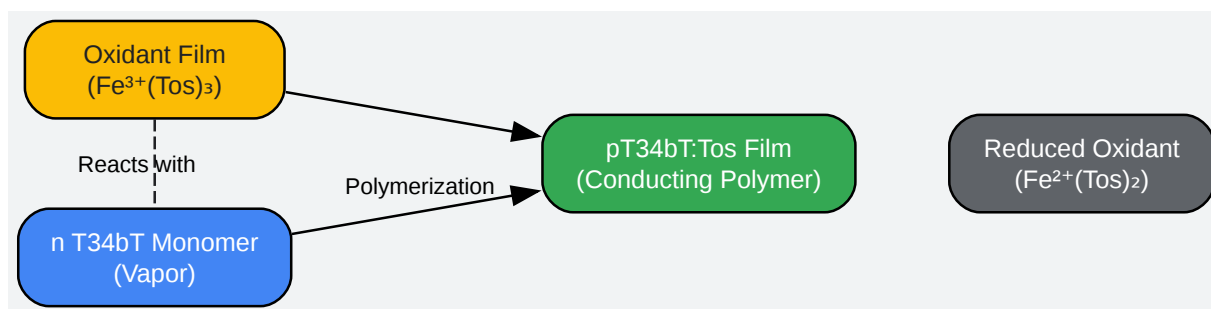 Oxidant Film
(Fe³⁺(Tos)₃)
Reacts with
n T34bT Monomer
(Vapor)
Polymerization
pT34bT:Tos Film
(Conducting Polymer)
Reduced Oxidant
(Fe²⁺(Tos)₂)